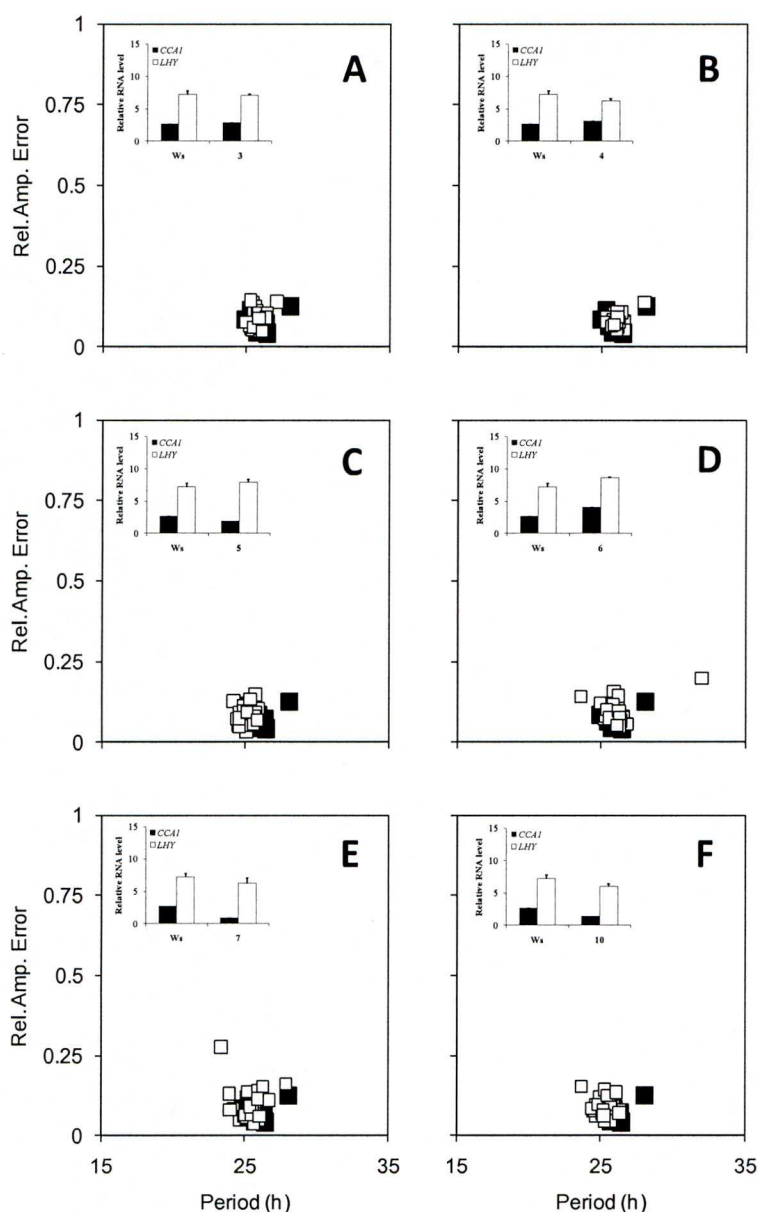 1
0.75
0.5
0.25
0
Rel.Amp. Error
A
CCA1
LHY
Relative RNA level
15
10
5
0
Ws 3
B
CCA1
LHY
Relative RNA level
15
10
5
0
Ws 4
1
0.75
0.5
0.25
0
Rel.Amp. Error
C
CCA1
LHY
Relative RNA level
15
10
5
0
Ws 5
D
CCA1
LHY
Relative RNA level
15
10
5
0
Ws 6
1
0.75
0.5
0.25
0
Rel.Amp. Error
E
CCA1
LHY
Relative RNA level
15
10
5
0
Ws 7
15 25 35
Period (h)
F
CCA1
LHY
Relative RNA level
15
10
5
0
Ws 10
15 25 35
Period (h)